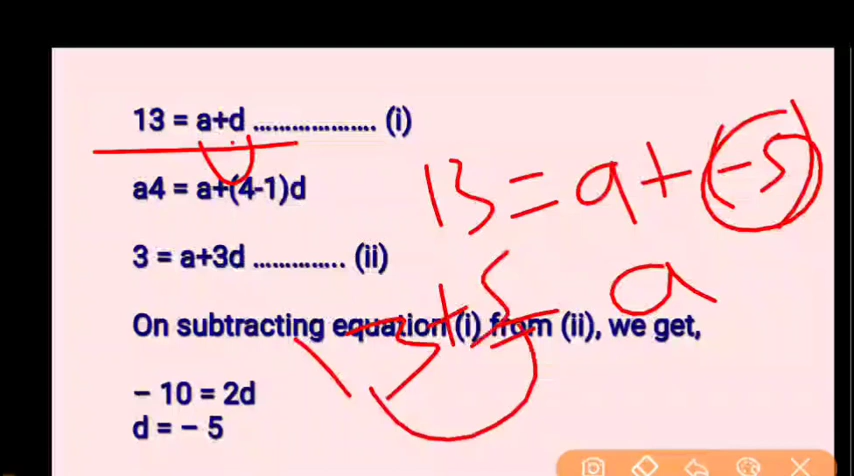 13 = a+d ................... (i)
a4 = a+(4-1)d
13 = a + (-5)
3 = a+3d ............. (ii)
13 + 5 = a
On subtracting equation (i) from (ii), we get,
– 10 = 2d
d = – 5